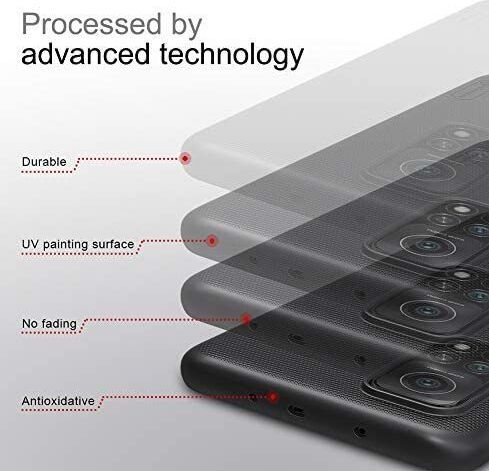 Processed by
advanced technology
Durable
UV painting surface
No fading
Antioxidative